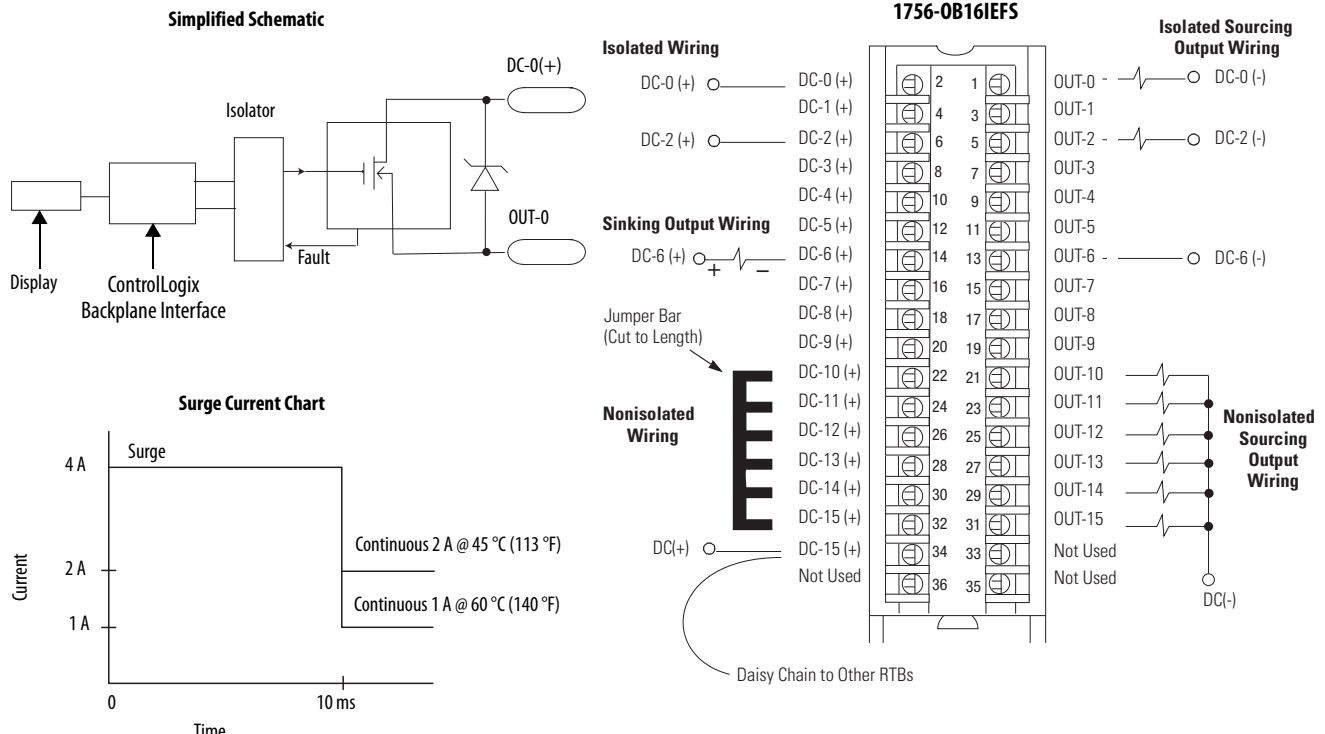 Simplified Schematic
DC-0(+)
Isolator
OUT-0
Fault
Display
ControlLogix
Backplane Interface
Surge Current Chart
Surge
4 A
Continuous 2 A @ 45 °C (113 °F)
2 A
Continuous 1 A @ 60 °C (140 °F)
1 A
Current
0
10 ms
Time
1756-OB16IEFS
Isolated Wiring
Isolated Sourcing
Output Wiring
DC-0 (+)
DC-0 (+)
2
1
OUT-0
DC-0 (-)
DC-1 (+)
4
3
OUT-1
DC-2 (+)
DC-2 (+)
6
5
OUT-2
DC-2 (-)
DC-3 (+)
8
7
OUT-3
DC-4 (+)
10
9
OUT-4
Sinking Output Wiring
DC-5 (+)
12
11
OUT-5
DC-6 (+)
+
–
DC-6 (+)
14
13
OUT-6
DC-6 (-)
DC-7 (+)
16
15
OUT-7
Jumper Bar
(Cut to Length)
DC-8 (+)
18
17
OUT-8
DC-9 (+)
20
19
OUT-9
DC-10 (+)
22
21
OUT-10
Nonisolated
Wiring
DC-11 (+)
24
23
OUT-11
DC-12 (+)
26
25
OUT-12
DC-13 (+)
28
27
OUT-13
DC-14 (+)
30
29
OUT-14
DC-15 (+)
32
31
OUT-15
Nonisolated
Sourcing
Output
Wiring
DC(+)
DC-15 (+)
34
33
Not Used
Not Used
36
35
Not Used
DC(-)
Daisy Chain to Other RTBs